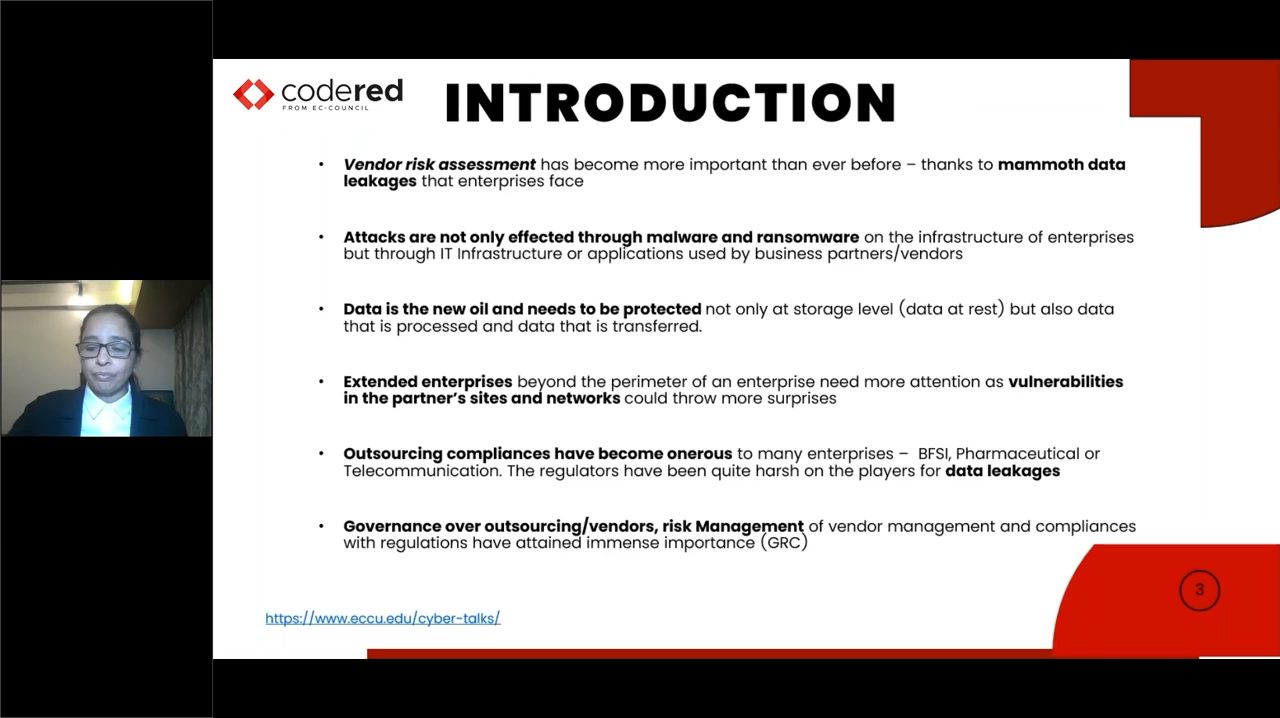 codered
FROM EC-COUNCIL
INTRODUCTION
• Vendor risk assessment has become more important than ever before – thanks to mammoth data
leakages that enterprises face
• Attacks are not only effected through malware and ransomware on the infrastructure of enterprises
but through IT Infrastructure or applications used by business partners/vendors
• Data is the new oil and needs to be protected not only at storage level (data at rest) but also data
that is processed and data that is transferred.
• Extended enterprises beyond the perimeter of an enterprise need more attention as vulnerabilities
in the partner's sites and networks could throw more surprises
• Outsourcing compliances have become onerous to many enterprises – BFSI, Pharmaceutical or
Telecommunication. The regulators have been quite harsh on the players for data leakages
• Governance over outsourcing/vendors, risk Management of vendor management and compliances
with regulations have attained immense importance (GRC)
3
https://www.eccu.edu/cyber-talks/